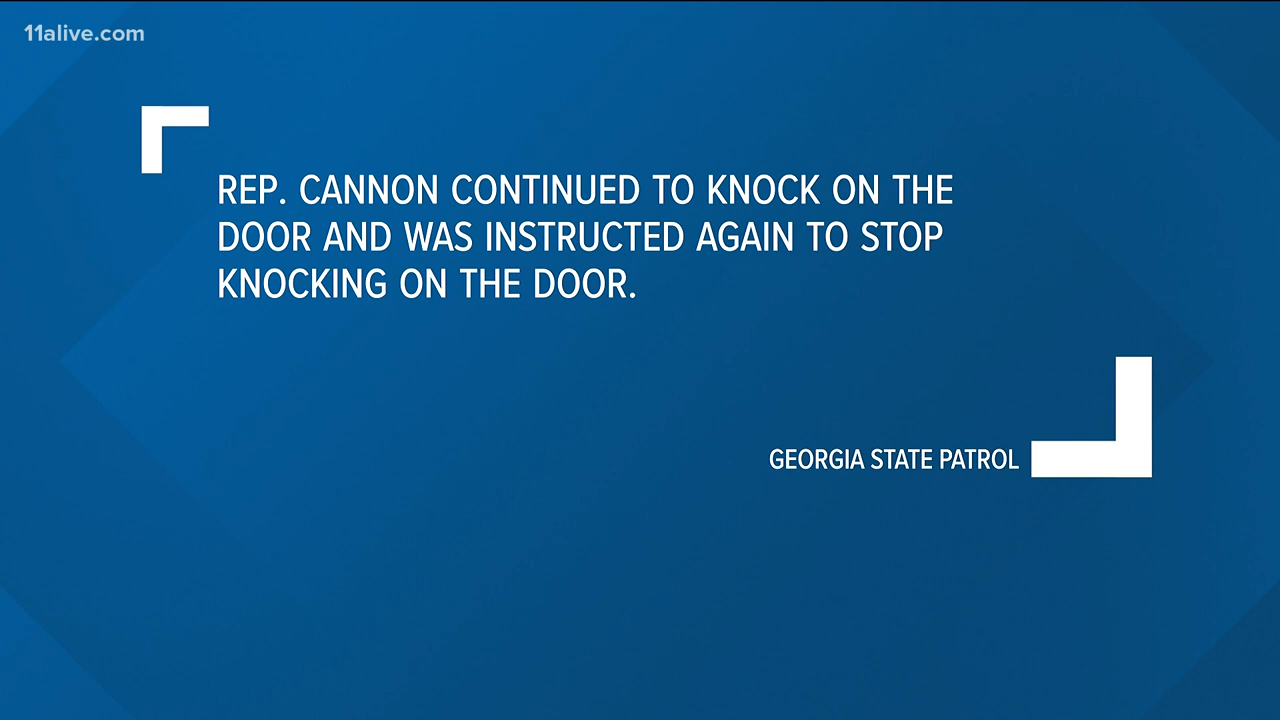 11alive.com
REP. CANNON CONTINUED TO KNOCK ON THE
DOOR AND WAS INSTRUCTED AGAIN TO STOP
KNOCKING ON THE DOOR.
GEORGIA STATE PATROL